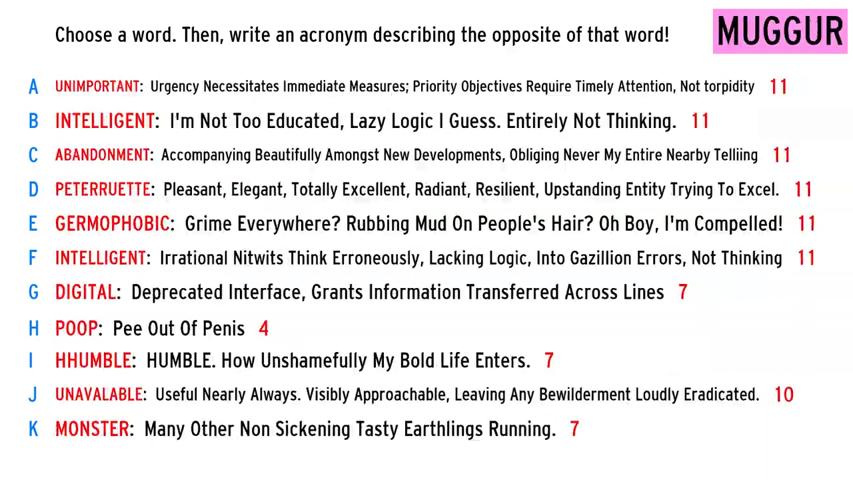 Choose a word. Then, write an acronym describing the opposite of that word!
MUGGUR
A UNIMPORTANT: Urgency Necessitates Immediate Measures; Priority Objectives Require Timely Attention, Not torpidity 11
B INTELLIGENT: I'm Not Too Educated, Lazy Logic I Guess. Entirely Not Thinking. 11
C ABANDONMENT: Accompanying Beautifully Amongst New Developments, Obliging Never My Entire Nearby Telliing 11
D PETERRUETTE: Pleasant, Elegant, Totally Excellent, Radiant, Resilient, Upstanding Entity Trying To Excel. 11
E GERMOPHOBIC: Grime Everywhere? Rubbing Mud On People's Hair? Oh Boy, I'm Compelled! 11
F INTELLIGENT: Irrational Nitwits Think Erroneously, Lacking Logic, Into Gazillion Errors, Not Thinking 11
G DIGITAL: Deprecated Interface, Grants Information Transferred Across Lines 7
H POOP: Pee Out Of Penis 4
I HHUMBLE: HUMBLE. How Unshamefully My Bold Life Enters. 7
J UNAVALABLE: Useful Nearly Always. Visibly Approachable, Leaving Any Bewilderment Loudly Eradicated. 10
K MONSTER: Many Other Non Sickening Tasty Earthlings Running. 7